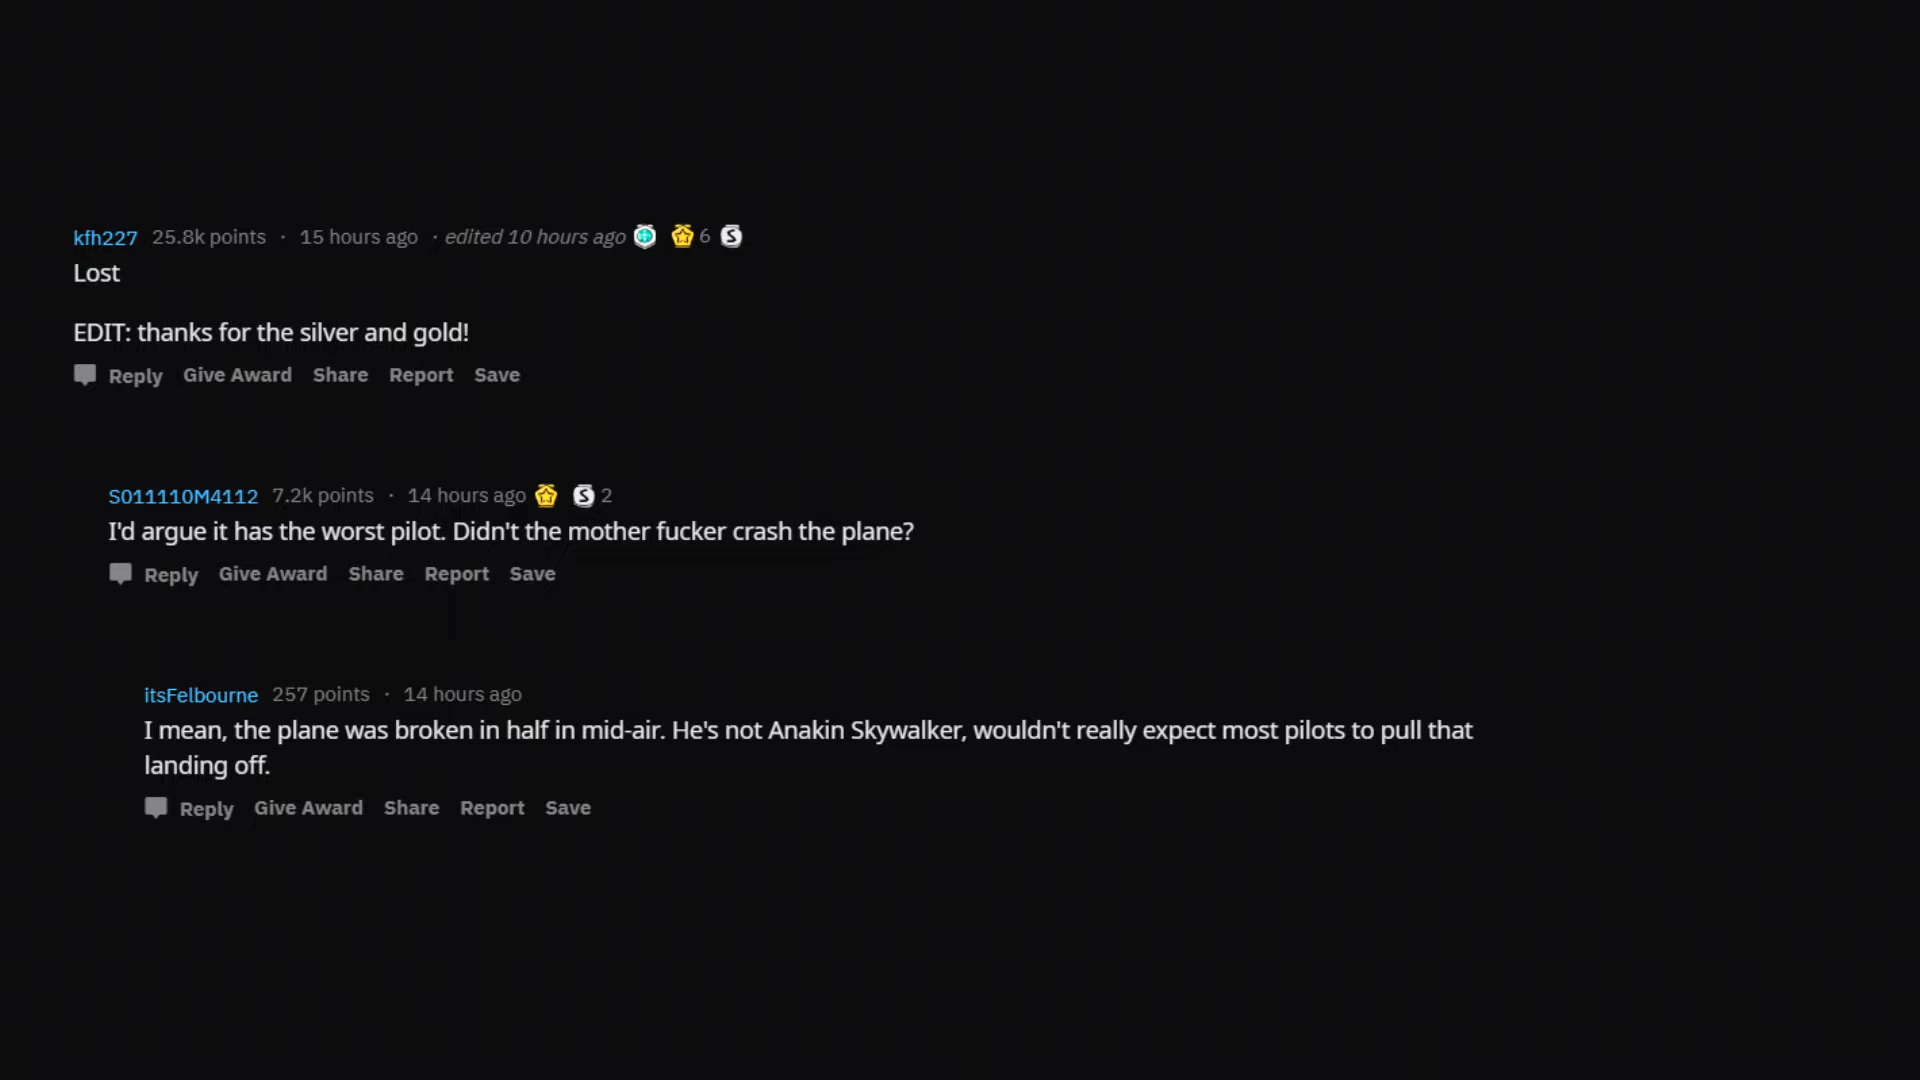 kfh227 25.8k points · 15 hours ago · edited 10 hours ago 6 S
Lost
EDIT: thanks for the silver and gold!
Reply Give Award Share Report Save
S011110M4112 7.2k points · 14 hours ago S 2
I'd argue it has the worst pilot. Didn't the mother fucker crash the plane?
Reply Give Award Share Report Save
itsFelbourne 257 points · 14 hours ago
I mean, the plane was broken in half in mid-air. He's not Anakin Skywalker, wouldn't really expect most pilots to pull that
landing off.
Reply Give Award Share Report Save